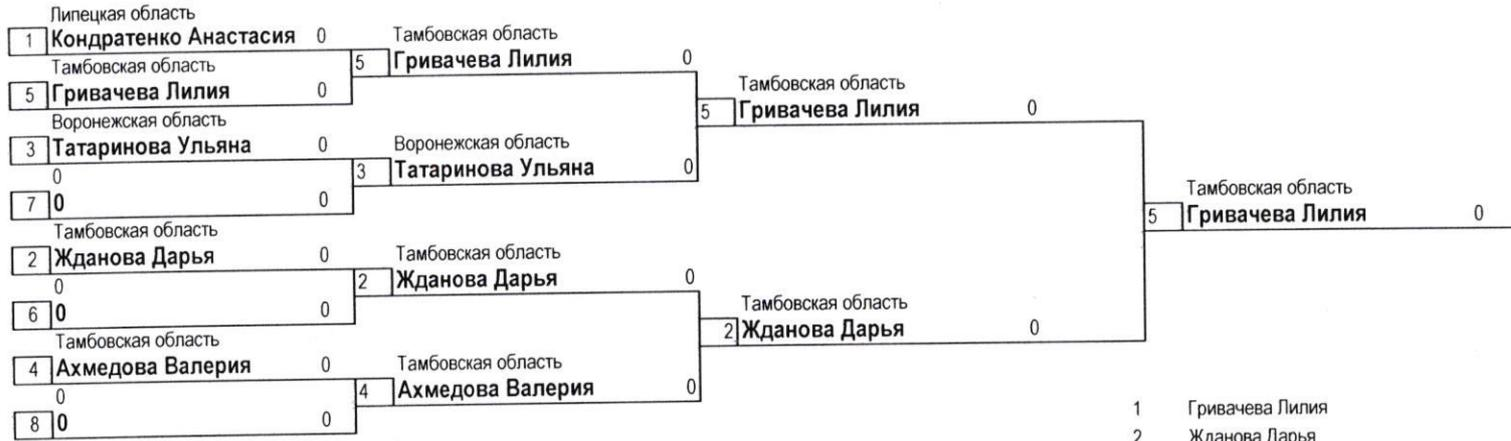 Липецкая область
1 Кондратенко Анастасия 0
Тамбовская область
5 Гривачева Лилия 0
Воронежская область
3 Татаринова Ульяна 0
0
7 0 0
Тамбовская область
2 Жданова Дарья 0
0
6 0 0
Тамбовская область
4 Ахмедова Валерия 0
0
8 0 0
Тамбовская область
5 Гривачева Лилия 0
Воронежская область
3 Татаринова Ульяна 0
Тамбовская область
2 Жданова Дарья 0
Тамбовская область
4 Ахмедова Валерия 0
Тамбовская область
5 Гривачева Лилия 0
Тамбовская область
2 Жданова Дарья 0
Тамбовская область
5 Гривачева Лилия 0
1 Гривачева Лилия
2 Жданова Дарья